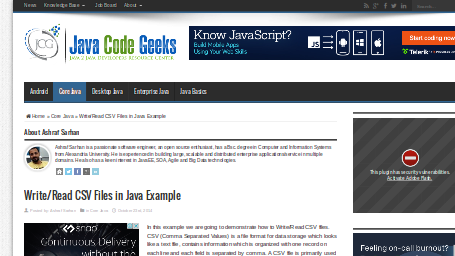 News Knowledge Base Job Board About
JCG Java Code Geeks
JAVA 2 JAVA DEVELOPERS RESOURCE CENTER
Know JavaScript?
Build Mobile Apps
Using Your Web Skills
JS
Start coding now
Telerik
Android Core Java Desktop Java Enterprise Java Java Basics
Home » Core Java » Write/Read CSV Files in Java Example
About Ashraf Sarhan
Ashraf Sarhan is a passionate software engineer, an open source enthusiast, has a Bsc. degree in Computer and Information Systems
from Alexandria University. He is experienced in building large, scalable and distributed enterprise applications/service in multiple
domains. He also has a keen interest in JavaEE, SOA, Agile and Big Data technologies.
This plugin has security vulnerabilities.
Activate Adobe Flash.
Write/Read CSV Files in Java Example
Posted by: Ashraf Sarhan in Core Java
snap
Continuous
Delivery without
In this example we are going to demonstrate how to Write/Read CSV files.
CSV (Comma Separated Values) is a file format for data storage which looks
like a text file, contains information which is organized with one record on
each line and each field is separated by comma. A CSV file is primarily used
Feeling on-call burnout?